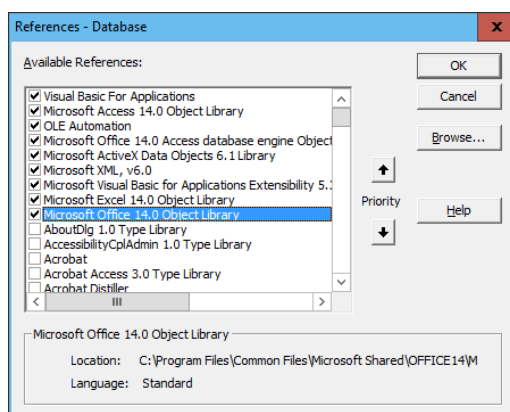 References - Database
x
Available References:
OK
Cancel
Browse...
Help
Visual Basic For Applications
Microsoft Access 14.0 Object Library
OLE Automation
Microsoft Office 14.0 Access database engine Object
Microsoft ActiveX Data Objects 6.1 Library
Microsoft XML, v6.0
Microsoft Visual Basic for Applications Extensibility 5.
Microsoft Excel 14.0 Object Library
Microsoft Office 14.0 Object Library
AboutDlg 1.0 Type Library
AccessibilityCplAdmin 1.0 Type Library
Acrobat
Acrobat Access 3.0 Type Library
Acrobat Distiller
Priority
Microsoft Office 14.0 Object Library
Location: C:\Program Files\Common Files\Microsoft Shared\OFFICE14\M
Language: Standard